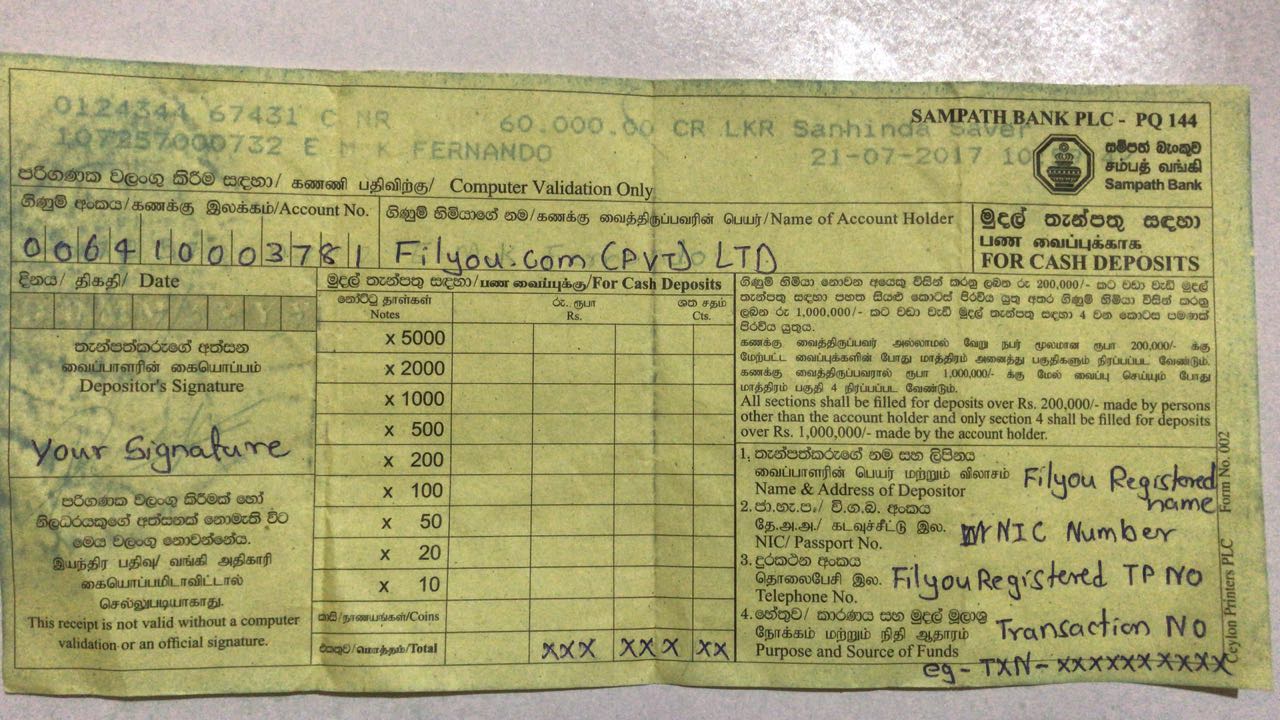 0124344 67431 C NR 60.000.00 CR LKR Sanhinda Saver
107257000732 E M K FERNANDO 21-07-2017 10
SAMPATH BANK PLC - PQ 144
සම්පත් බැංකුව
சம்பத் வங்கி
Sampath Bank
පරිගණක වලංගු කිරීම සඳහා / கணணி பதிவிற்கு / Computer Validation Only
ගිණුම් අංකය / கணக்கு இலக்கம் / Account No.
006410003781
ගිණුම් හිමියාගේ නම / கணக்கு வைத்திருப்பவரின் பெயர் / Name of Account Holder
Filyou.com (PVT) LTD
මුදල් තැන්පතු සඳහා
பண வைப்புக்காக
FOR CASH DEPOSITS
දිනය / திகதி / Date
තැන්පත්කරුගේ අත්සන
வைப்பாளரின் கையொப்பம்
Depositor's Signature
Your Signature
පරිගණක වලංගු කිරීමක් හෝ
නිලධරයකුගේ අත්සනක් නොමැති විට
මෙය වලංගු නොවන්නේය.
இயந்திர பதிவு/ வங்கி அதிகாரி
கையொப்பமிடாவிட்டால்
செல்லுபடியாகாது.
This receipt is not valid without a computer
validation or an official signature.
මුදල් තැන්පතු සඳහා / பண வைப்புக்கு / For Cash Deposits
නෝට්ටු தாள்கள் රු. ரூபா ශත சதம்
Notes Rs. Cts.
x 5000
x 2000
x 1000
x 500
x 200
x 100
x 50
x 20
x 10
කාසි / நாணயங்கள் / Coins
එකතුව / மொத்தம் / Total xxx xxx xx
ගිණුම් හිමියා නොවන අයෙකු විසින් කරනු ලබන රු 200,000/- කට වඩා වැඩි මුදල්
තැන්පතු සඳහා පහත සියළු කොටස් පිරවිය යුතු අතර ගිණුම් හිමියා විසින් කරනු
ලබන රු 1,000,000/- කට වඩා වැඩි මුදල් තැන්පතු සඳහා 4 වන කොටස පමණක්
පිරවිය යුතුය.
கணக்கு வைத்திருப்பவர் அல்லாமல் வேறு நபர் மூலமான ரூபா 200,000/- க்கு
மேற்பட்ட வைப்புக்களின் போது மாத்திரம் அனைத்து பகுதிகளும் நிரப்பப்பட வேண்டும்.
கணக்கு வைத்திருப்பவரால் ரூபா 1,000,000/- க்கு மேல் வைப்பு செய்யும் போது
மாத்திரம் பகுதி 4 நிரப்பப்பட வேண்டும்.
All sections shall be filled for deposits over Rs. 200,000/- made by persons
other than the account holder and only section 4 shall be filled for deposits
over Rs. 1,000,000/- made by the account holder.
1. තැන්පත්කරුගේ නම සහ ලිපිනය
வைப்பாளரின் பெயர் மற்றும் விலாசம்
Name & Address of Depositor
Filyou Registered
name
2. ජා.හැ.ප./ වි.ග.බ. අංකය
தே.அ.அ./ கடவுச்சீட்டு இல.
NIC/ Passport No.
NIC Number
3. දුරකථන අංකය
தொலைபேசி இல.
Telephone No.
Filyou Registered TP NO
4. හේතුව / කාරණය සහ මුදල් මූලාශ්‍ර
நோக்கம் மற்றும் நிதி ஆதாரம்
Purpose and Source of Funds
Transaction NO
eg - TXN - xxxxxxxxxx
Ceylon Printers PLC Form No. 002